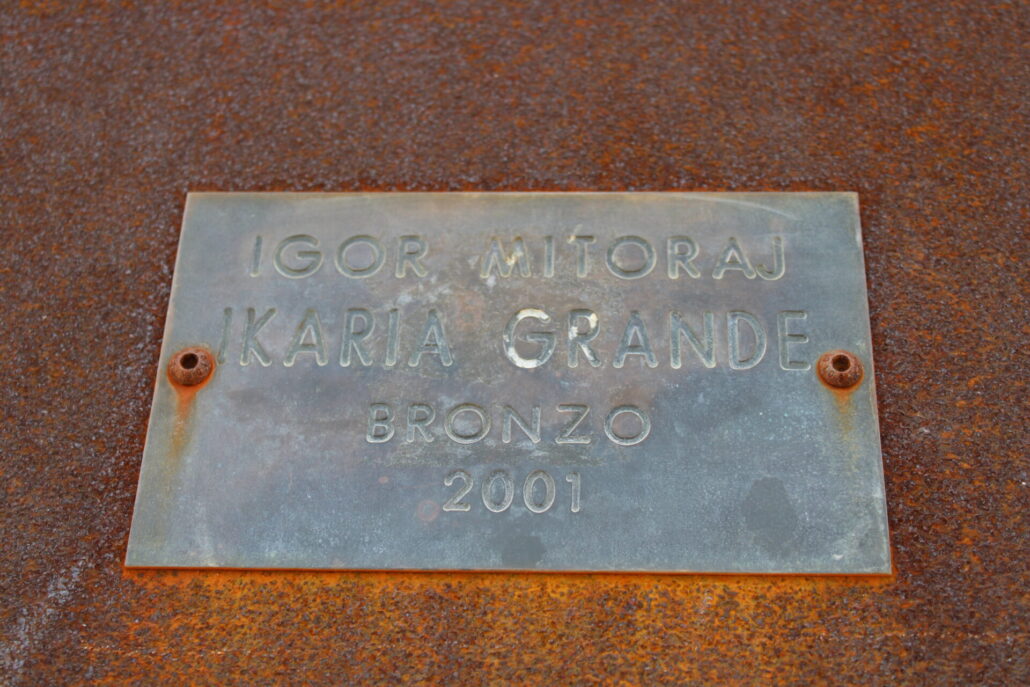 IGOR MITORAJ
IKARIA GRANDE
BRONZO
2001